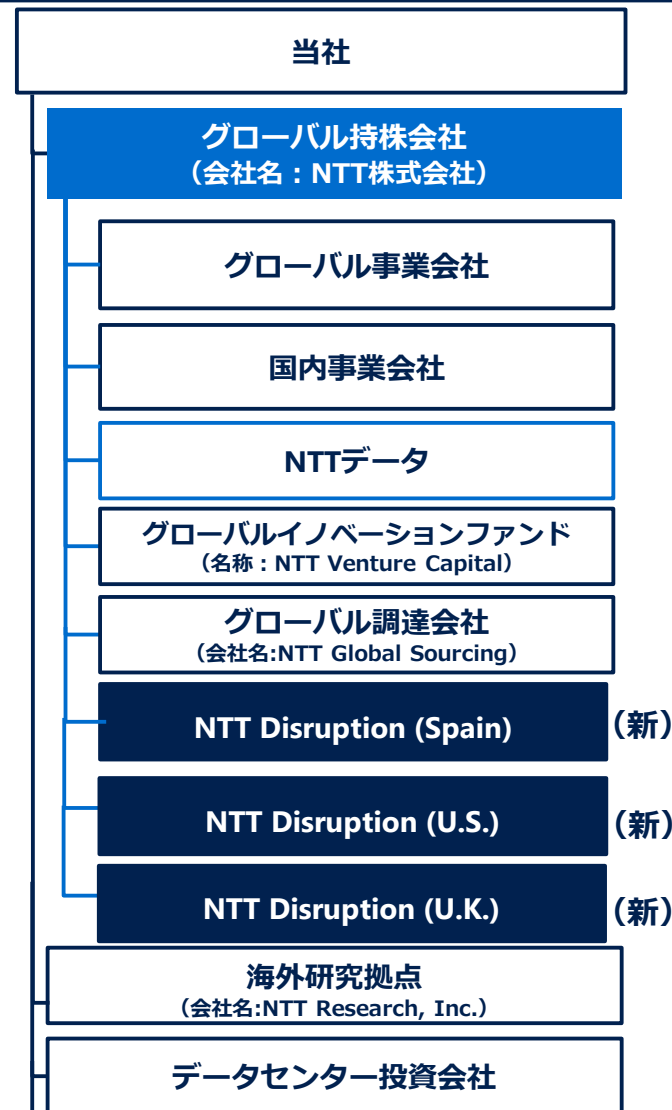 当社
グローバル持株会社
（会社名：NTT株式会社）
グローバル事業会社
国内事業会社
NTTデータ
グローバルイノベーションファンド
（名称：NTT Venture Capital）
グローバル調達会社
（会社名:NTT Global Sourcing）
NTT Disruption (Spain)
（新）
NTT Disruption (U.S.)
（新）
NTT Disruption (U.K.)
（新）
海外研究拠点
（会社名:NTT Research, Inc.）
データセンター投資会社